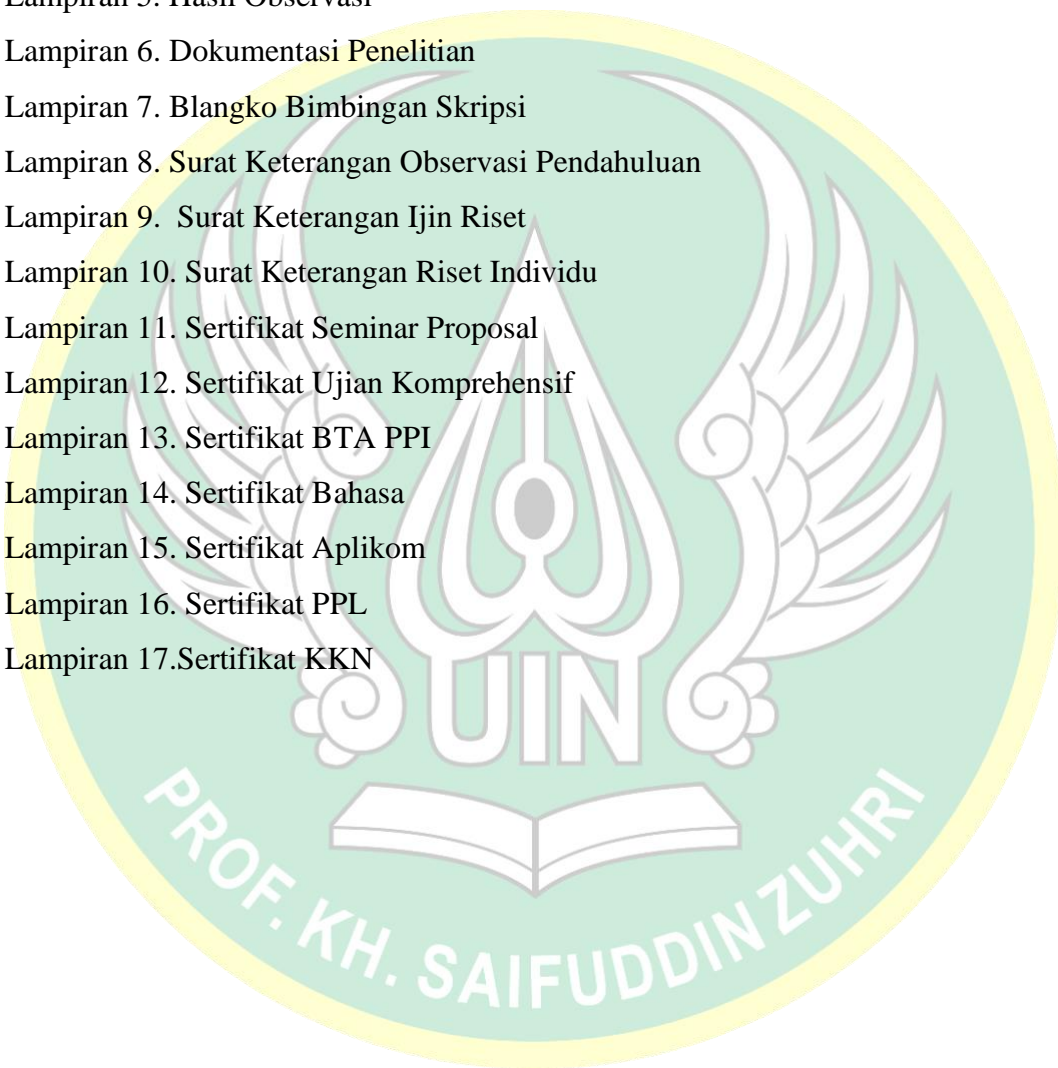 Lampiran 5. Hasil Observasi
Lampiran 6. Dokumentasi Penelitian
Lampiran 7. Blangko Bimbingan Skripsi
Lampiran 8. Surat Keterangan Observasi Pendahuluan
Lampiran 9.  Surat Keterangan Ijin Riset
Lampiran 10. Surat Keterangan Riset Individu
Lampiran 11. Sertifikat Seminar Proposal
Lampiran 12. Sertifikat Ujian Komprehensif
Lampiran 13. Sertifikat BTA PPI
Lampiran 14. Sertifikat Bahasa
Lampiran 15. Sertifikat Aplikom
Lampiran 16. Sertifikat PPL
Lampiran 17.Sertifikat KKN
UIN
PROF. KH. SAIFUDDIN ZUHRI